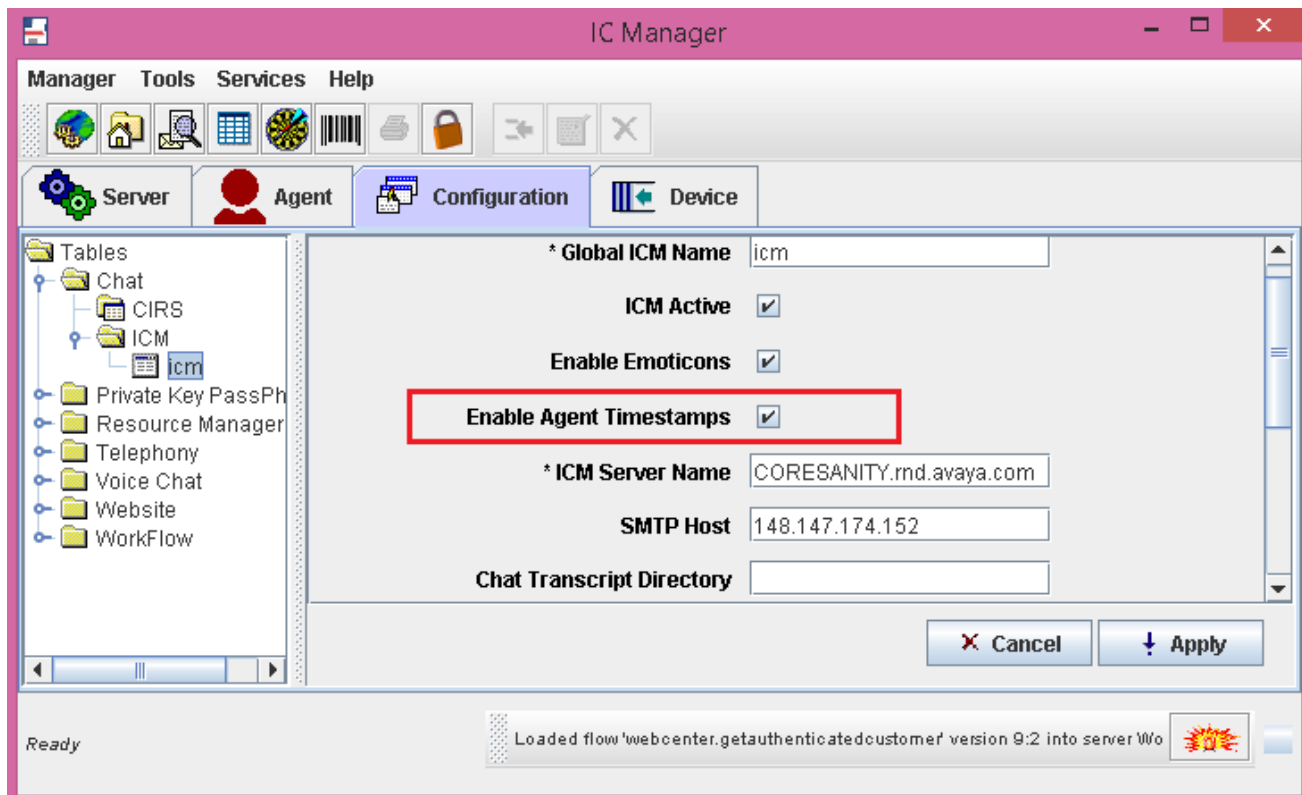 IC Manager
Manager Tools Services Help
Server Agent Configuration Device
Tables
Chat
CIRS
ICM
icm
Private Key PassPh
Resource Manager
Telephony
Voice Chat
Website
WorkFlow
* Global ICM Name icm
ICM Active
Enable Emoticons
Enable Agent Timestamps
* ICM Server Name CORESANITY.rnd.avaya.com
SMTP Host 148.147.174.152
Chat Transcript Directory
Cancel Apply
Ready
Loaded flow 'webcenter.getauthenticatedcustomer' version 9:2 into server Wo